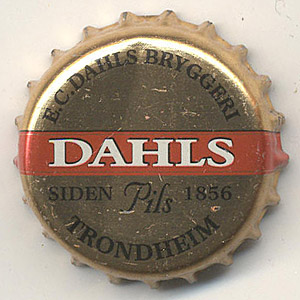 E.C. DAHLS BRYGGERI
DAHLS
SIDEN Pils 1856
TRONDHEIM